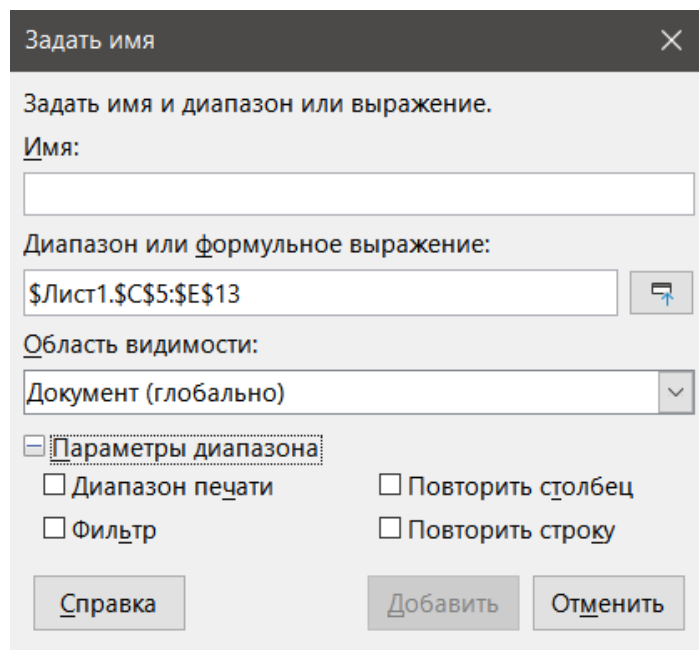 Задать имя
Задать имя и диапазон или выражение.
Имя:
Диапазон или формульное выражение:
$Лист1.$C$5:$E$13
Область видимости:
Документ (глобально)
Параметры диапазона
Диапазон печати Повторить столбец
Фильтр Повторить строку
Справка Добавить Отменить